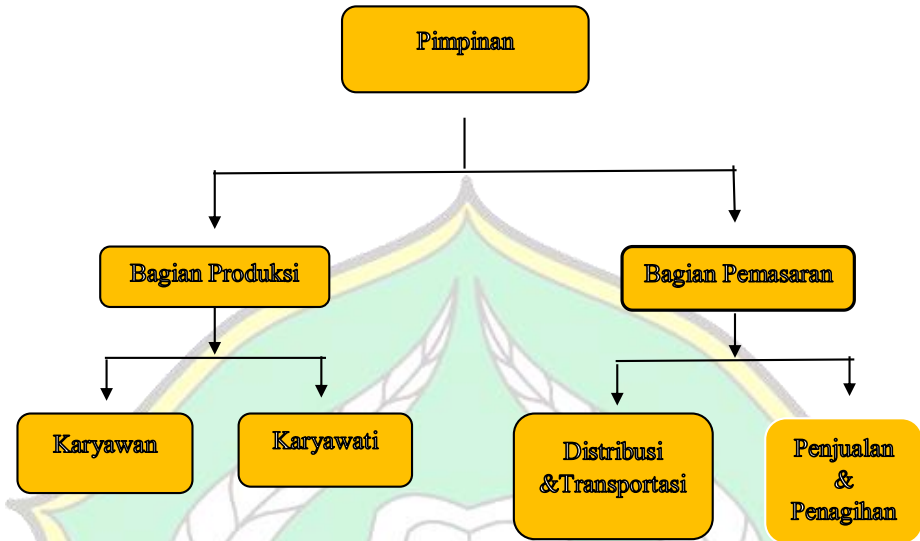 Pimpinan
Bagian Produksi
Bagian Pemasaran
Karyawan
Karyawati
Distribusi
&Transportasi
Penjualan
&
Penagihan